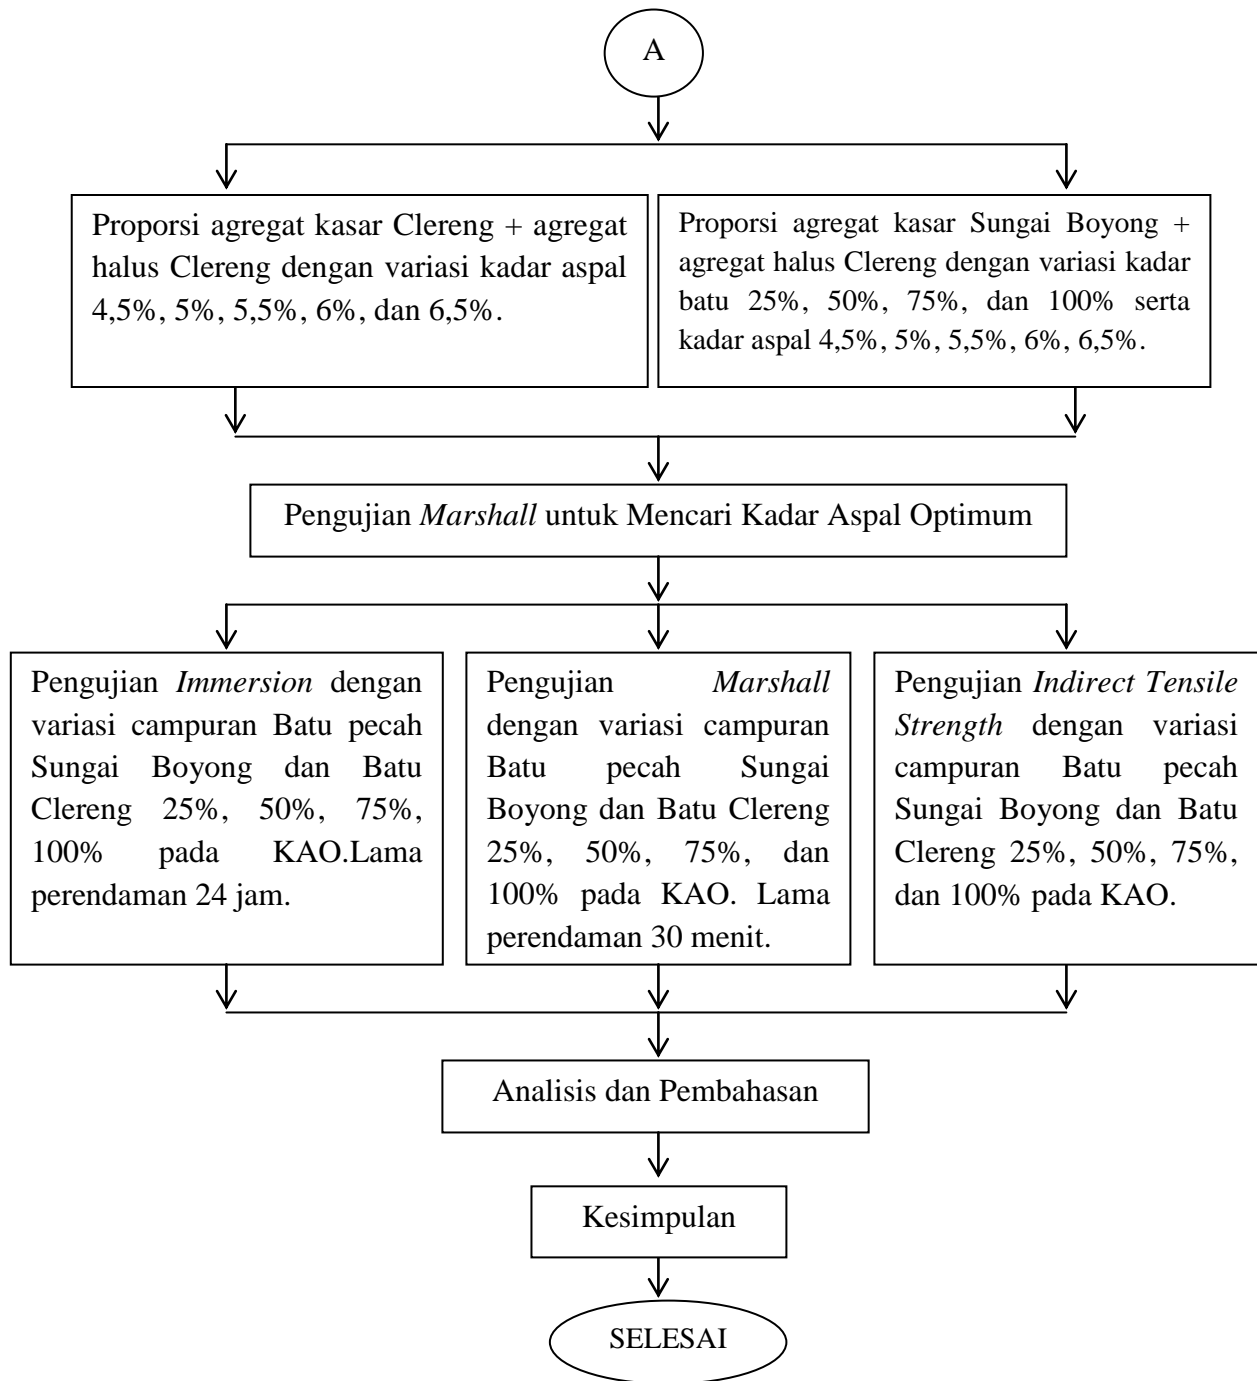 A
Proporsi agregat kasar Clereng + agregat
halus Clereng dengan variasi kadar aspal
4,5%, 5%, 5,5%, 6%, dan 6,5%.
Proporsi agregat kasar Sungai Boyong +
agregat halus Clereng dengan variasi kadar
batu 25%, 50%, 75%, dan 100% serta
kadar aspal 4,5%, 5%, 5,5%, 6%, 6,5%.
Pengujian Marshall untuk Mencari Kadar Aspal Optimum
Pengujian Immersion dengan
variasi campuran Batu pecah
Sungai Boyong dan Batu
Clereng 25%, 50%, 75%,
100% pada KAO.Lama
perendaman 24 jam.
Pengujian Marshall
dengan variasi campuran
Batu pecah Sungai
Boyong dan Batu Clereng
25%, 50%, 75%, dan
100% pada KAO. Lama
perendaman 30 menit.
Pengujian Indirect Tensile
Strength dengan variasi
campuran Batu pecah
Sungai Boyong dan Batu
Clereng 25%, 50%, 75%,
dan 100% pada KAO.
Analisis dan Pembahasan
Kesimpulan
SELESAI